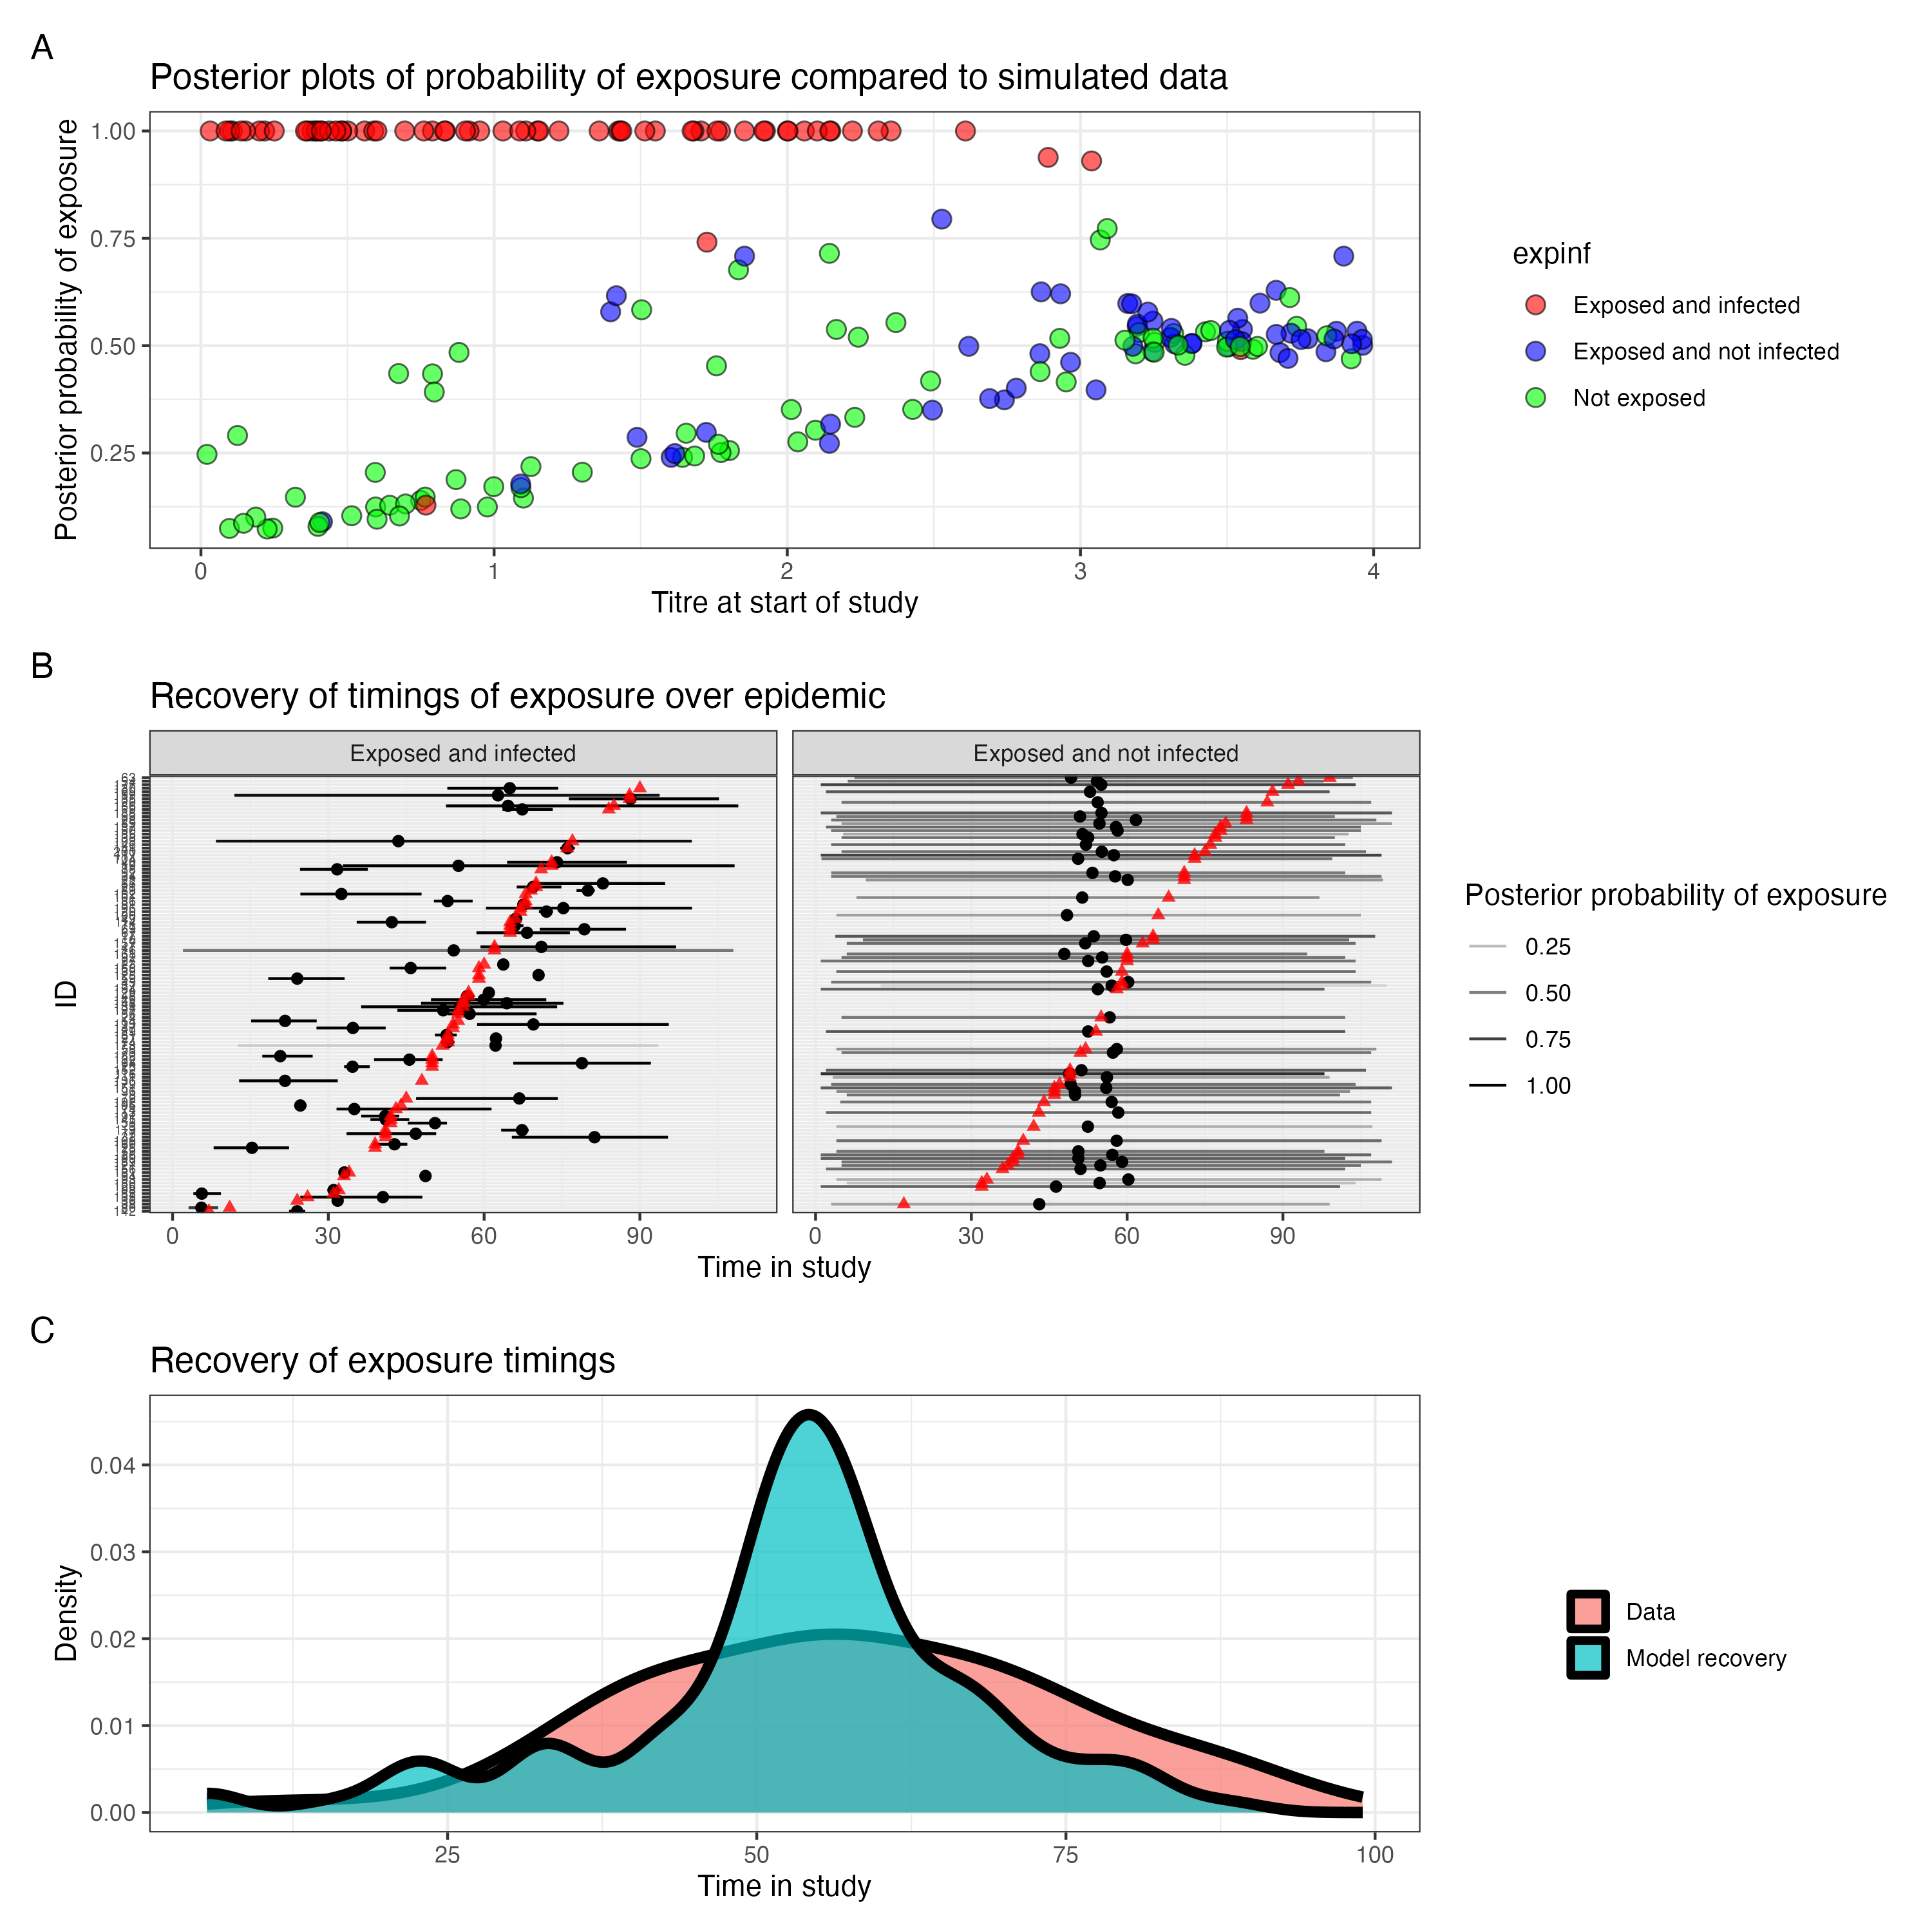 A
Posterior plots of probability of exposure compared to simulated data
Posterior probability of exposure
1.00
0.75
0.50
0.25
0
1
2
3
4
Titre at start of study
expinf
Exposed and infected
Exposed and not infected
Not exposed
B
Recovery of timings of exposure over epidemic
Exposed and infected
Exposed and not infected
ID
0
30
60
90
0
30
60
90
Time in study
Posterior probability of exposure
0.25
0.50
0.75
1.00
C
Recovery of exposure timings
Density
0.04
0.03
0.02
0.01
0.00
25
50
75
100
Time in study
Data
Model recovery